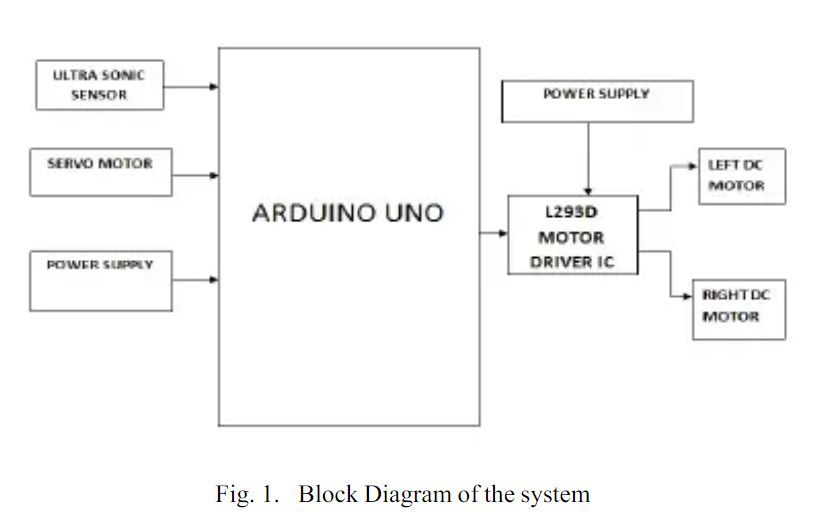 ULTRA SONIC
SENSOR
SERVO MOTOR
POWER SUPPLY
ARDUINO UNO
POWER SUPPLY
L293D
MOTOR
DRIVER IC
LEFT DC
MOTOR
RIGHT DC
MOTOR
Fig. 1. Block Diagram of the system